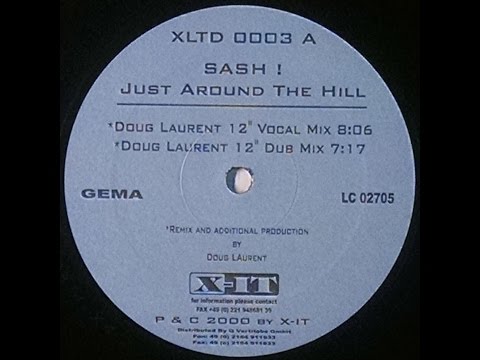 XLTD 0003 A
SASH !
JUST AROUND THE HILL
*DOUG LAURENT 12" VOCAL MIX 8:06
*DOUG LAURENT 12" DUB MIX 7:17
GEMA
LC 02705
*REMIX AND ADDITIONAL PRODUCTION
BY
DOUG LAURENT
X-IT
for information please contact
P & C 2000 BY X-IT